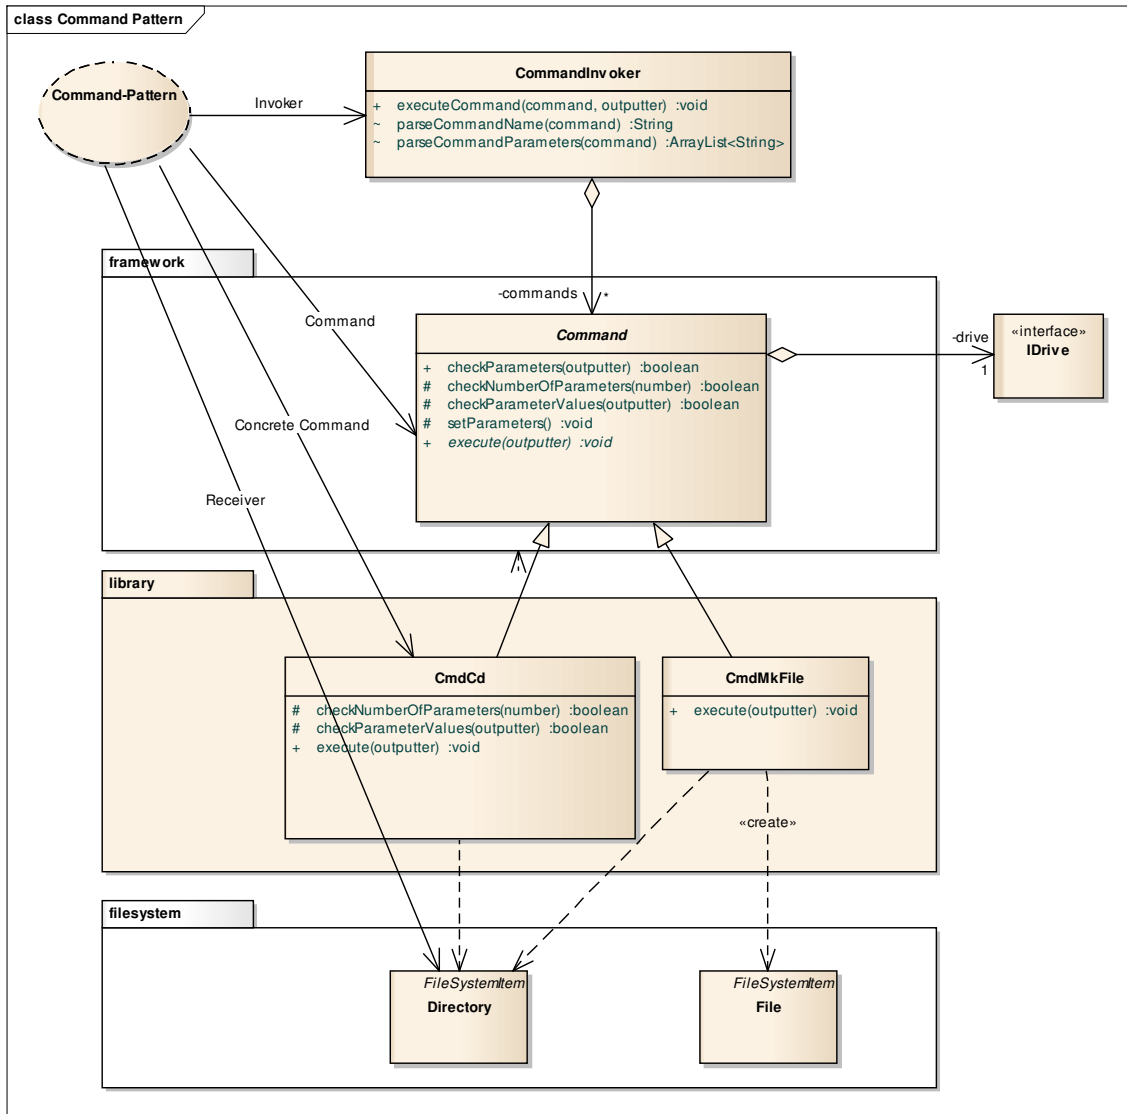 class Command Pattern
Command-Pattern
Invoker
CommandInvoker
+ executeCommand(command, outputter) :void
~ parseCommandName(command) :String
~ parseCommandParameters(command) :ArrayList<String>
framework
-commands
*
Command
Command
+ checkParameters(outputter) :boolean
# checkNumberOfParameters(number) :boolean
# checkParameterValues(outputter) :boolean
# setParameters() :void
+ execute(outputter) :void
-drive
1
«interface»
IDrive
Concrete Command
Receiver
library
CmdCd
# checkNumberOfParameters(number) :boolean
# checkParameterValues(outputter) :boolean
+ execute(outputter) :void
CmdMkFile
+ execute(outputter) :void
«create»
filesystem
FileSystemItem
Directory
FileSystemItem
File